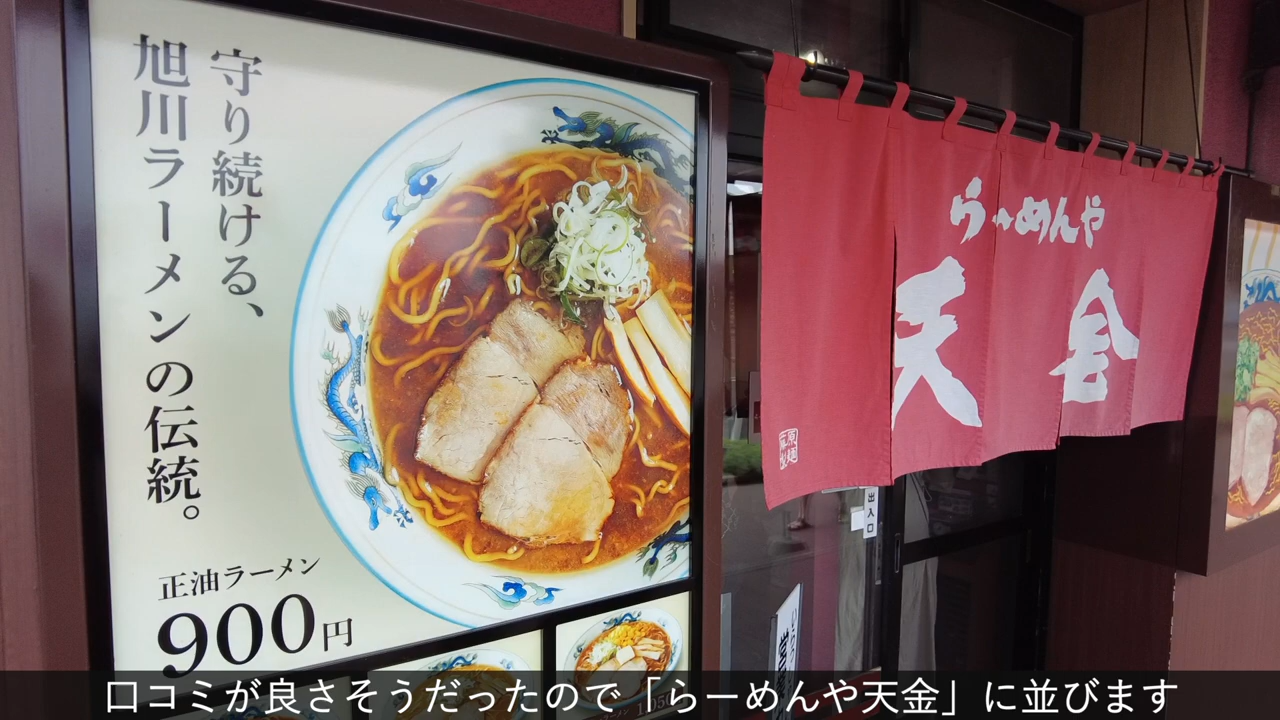 守り続ける、
旭川ラーメンの伝統。
正油ラーメン
900円
らーめんや
天金
出入口
口コミが良さそうだったので「らーめんや天金」に並びます